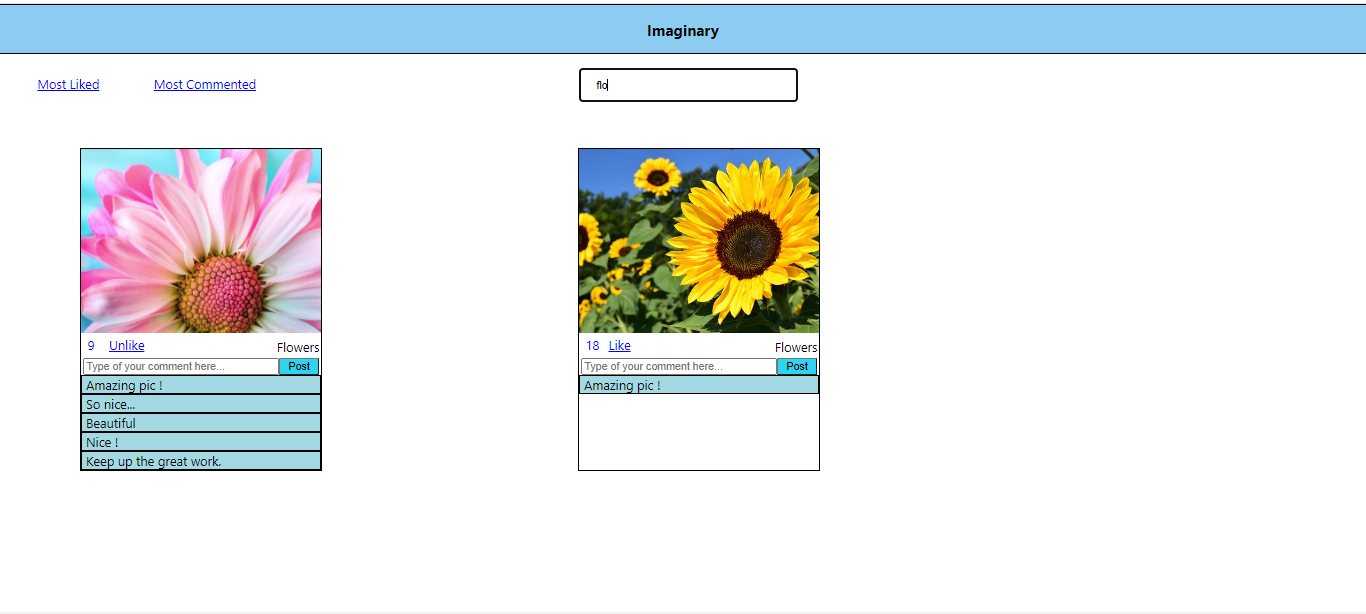 Imaginary
Most Liked Most Commented flo
9 Unlike Flowers
Type of your comment here... Post
Amazing pic !
So nice...
Beautiful
Nice !
Keep up the great work.
18 Like Flowers
Type of your comment here... Post
Amazing pic !